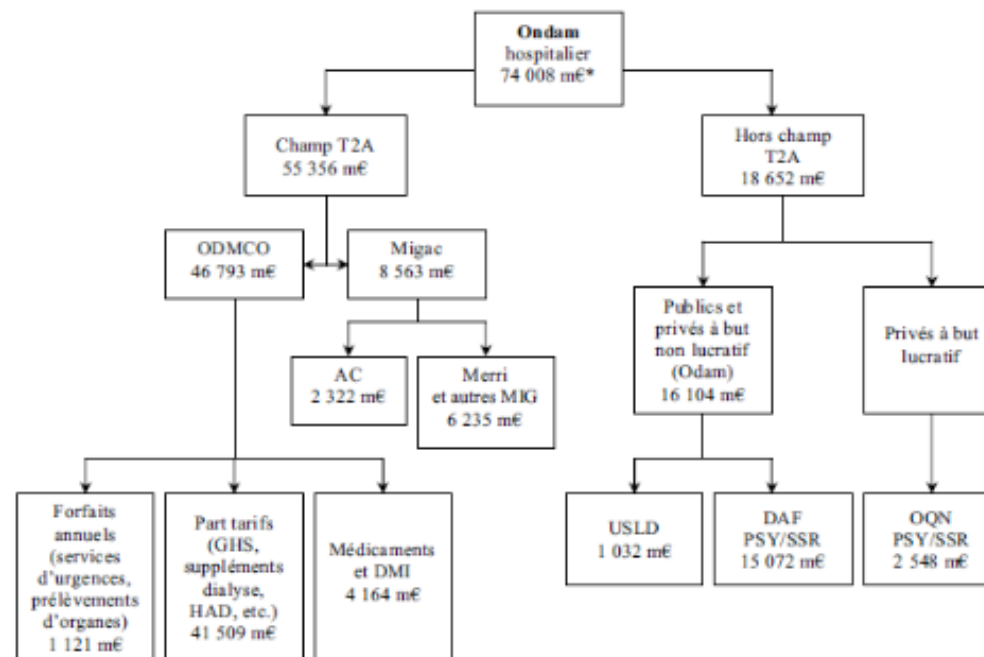 Ondam
hospitalier
74 008 m€*
Champ T2A
55 356 m€
Hors champ
T2A
18 652 m€
ODMCO
46 793 m€
Migac
8 563 m€
Publics et
privés à but
non lucratif
(Odam)
16 104 m€
Privés à but
lucratif
AC
2 322 m€
Merri
et autres MIG
6 235 m€
Forfaits
annuels
(services
d'urgences,
prélèvements
d'organes)
1 121 m€
Part tarifs
(GHS,
suppléments
dialyse,
HAD, etc.)
41 509 m€
Médicaments
et DMI
4 164 m€
USLD
1 032 m€
DAF
PSY/SSR
15 072 m€
OQN
PSY/SSR
2 548 m€